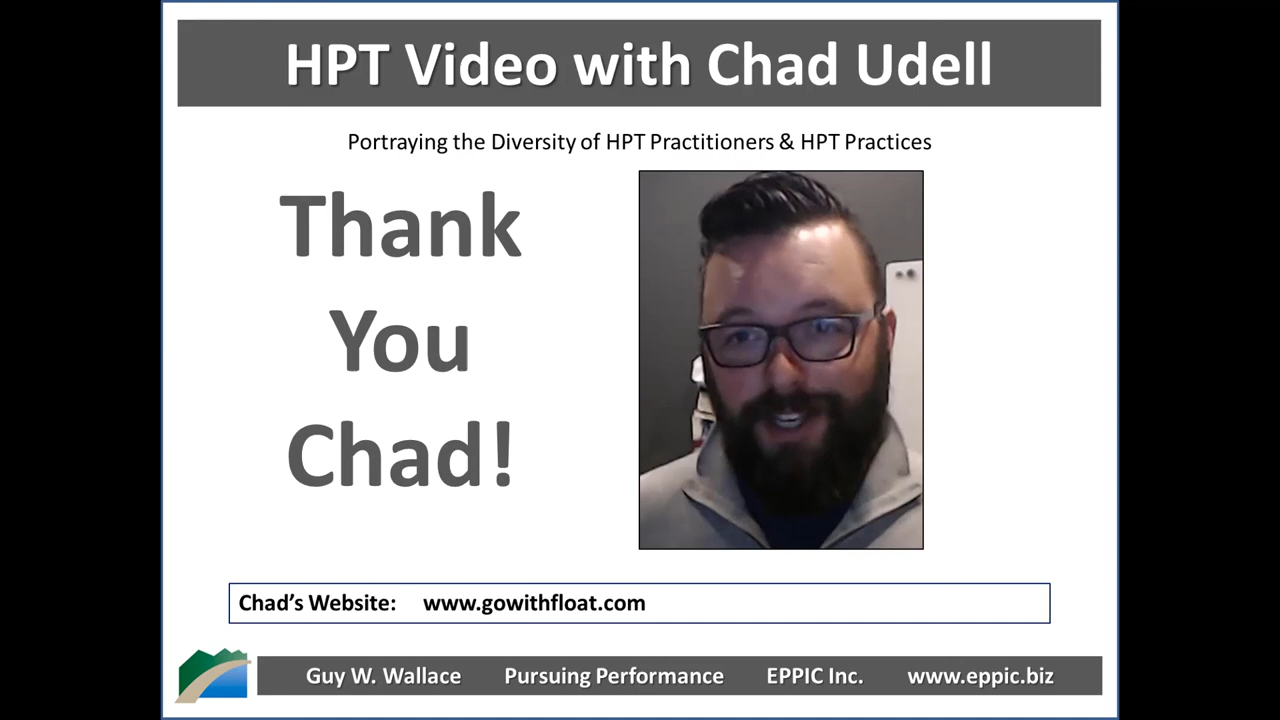 HPT Video with Chad Udell
Portraying the Diversity of HPT Practitioners & HPT Practices
Thank
You
Chad!
Chad’s Website: www.gowithfloat.com
Guy W. Wallace Pursuing Performance EPPIC Inc. www.eppic.biz